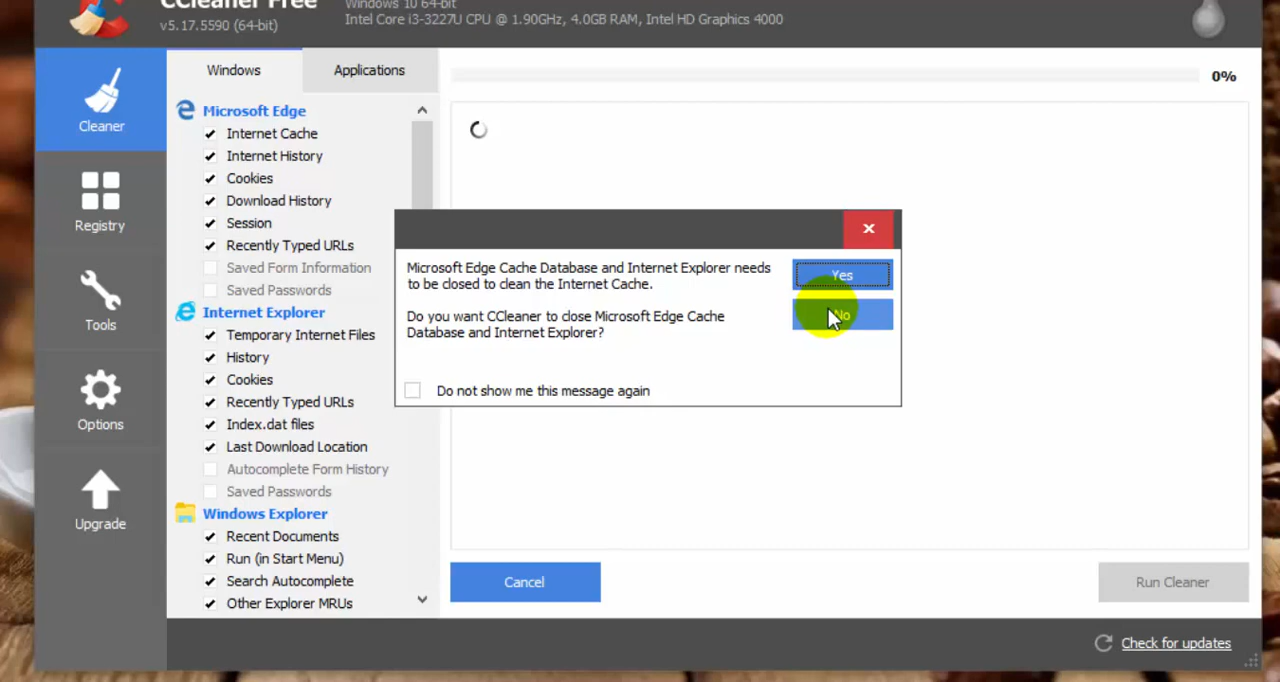 CCleaner Free
v5.17.5590 (64-bit)
Windows 10 64-bit
Intel Core i3-3227U CPU @ 1.90GHz, 4.0GB RAM, Intel HD Graphics 4000
Cleaner
Registry
Tools
Options
Upgrade
Windows
Applications
Microsoft Edge
Internet Cache
Internet History
Cookies
Download History
Session
Recently Typed URLs
Saved Form Information
Saved Passwords
Internet Explorer
Temporary Internet Files
History
Cookies
Recently Typed URLs
Index.dat files
Last Download Location
Autocomplete Form History
Saved Passwords
Windows Explorer
Recent Documents
Run (in Start Menu)
Search Autocomplete
Other Explorer MRUs
0%
Microsoft Edge Cache Database and Internet Explorer needs
to be closed to clean the Internet Cache.
Do you want CCleaner to close Microsoft Edge Cache
Database and Internet Explorer?
Yes
No
Do not show me this message again
Cancel
Run Cleaner
Check for updates